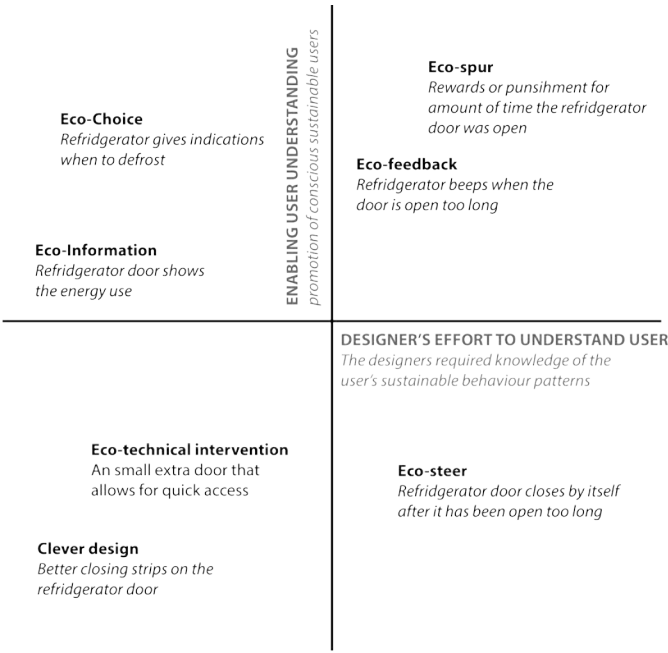 ENABLING USER UNDERSTANDING
promotion of conscious sustainable users
Eco-spur
Rewards or punsihment for
amount of time the refridgerator
door was open
Eco-Choice
Refridgerator gives indications
when to defrost
Eco-feedback
Refridgerator beeps when the
door is open too long
Eco-Information
Refridgerator door shows
the energy use
DESIGNER'S EFFORT TO UNDERSTAND USER
The designers required knowledge of the
user's sustainable behaviour patterns
Eco-technical intervention
An small extra door that
allows for quick access
Eco-steer
Refridgerator door closes by itself
after it has been open too long
Clever design
Better closing strips on the
refridgerator door